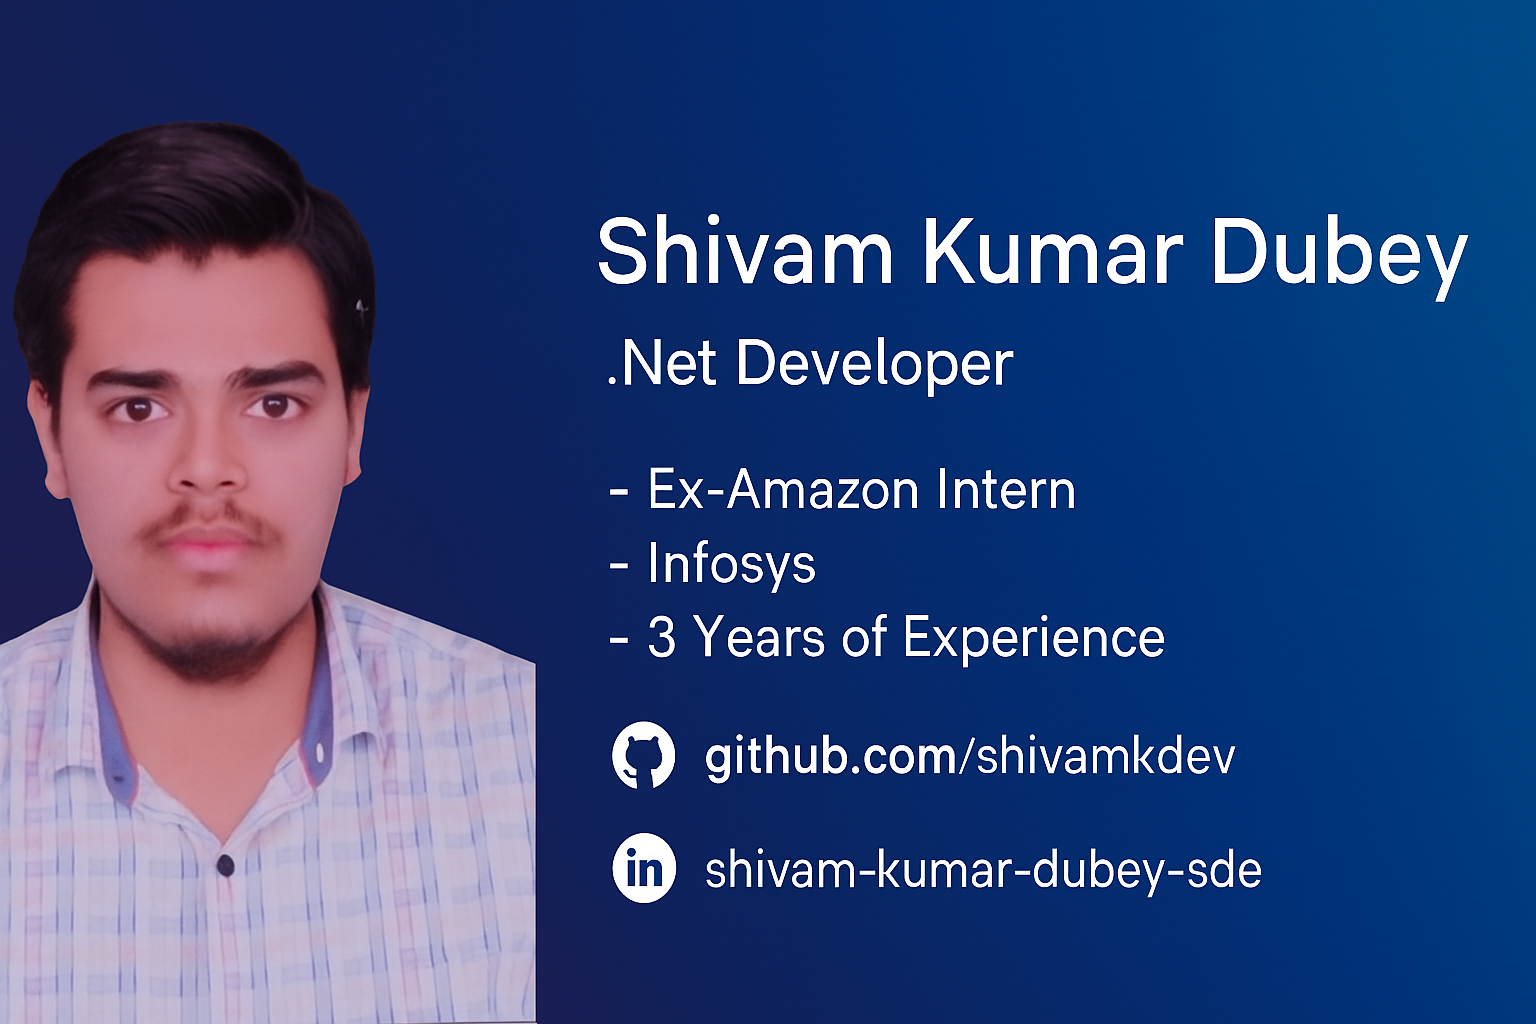 Shivam Kumar Dubey
.Net Developer
- Ex-Amazon Intern
- Infosys
- 3 Years of Experience
github.com/shivamkdev
in shivam-kumar-dubey-sde